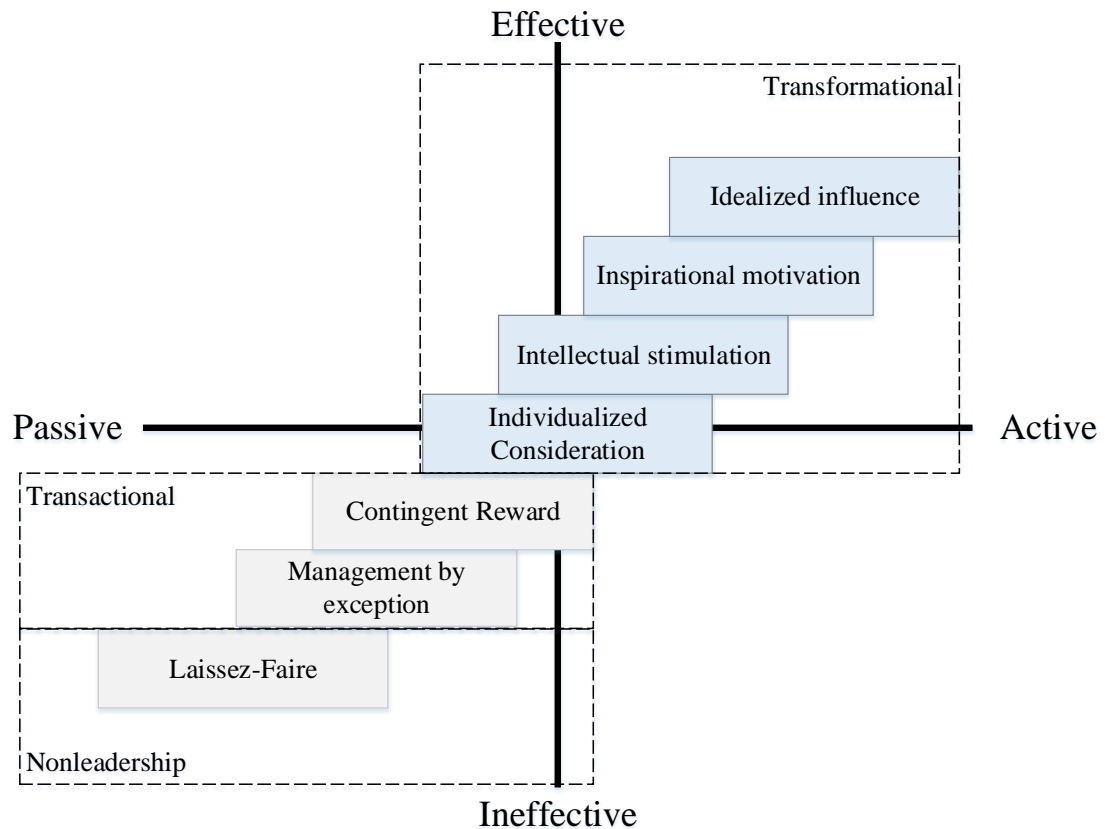 Effective
Transformational
Idealized influence
Inspirational motivation
Intellectual stimulation
Individualized
Consideration
Passive
Active
Transactional
Contingent Reward
Management by
exception
Laissez-Faire
Nonleadership
Ineffective